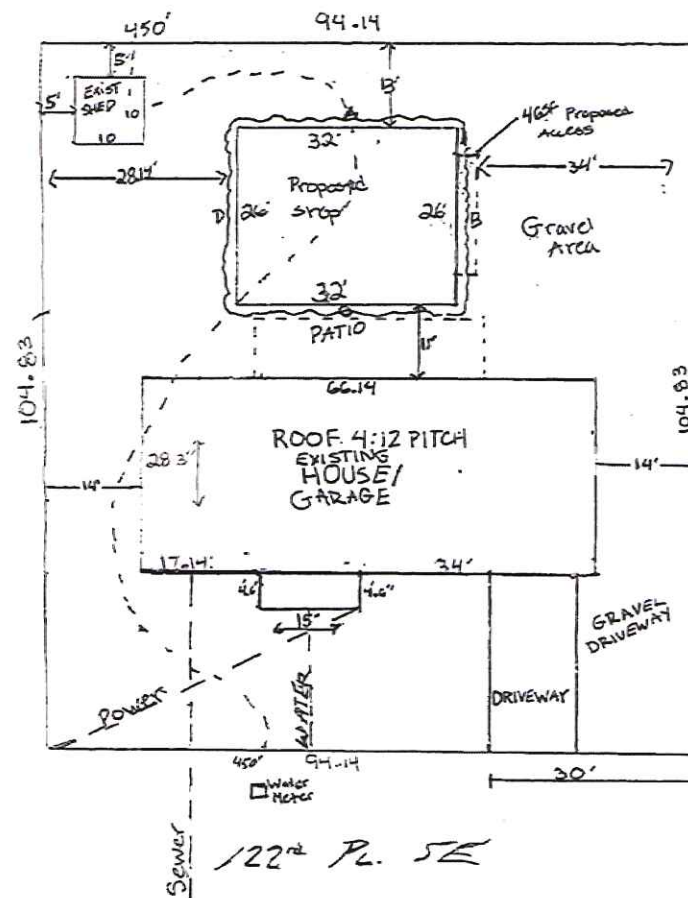 450' 94.14
5'
5'
EXIST
SHED
10
10
13'
46SF Proposed
Access
32'
34'
28.14'
D
26'
Proposed
Shop
26'
B
Gravel
Area
32'
PATIO
11'
104.83
104.83
66.14
ROOF 4:12 PITCH
EXISTING
HOUSE/
GARAGE
28'3"
14'
14'
17.14'
34'
4'6"
4'6"
15'
GRAVEL
DRIVEWAY
Power
WATER
DRIVEWAY
450' 94.14
30'
Water
Meter
Sewer
122nd PL. SE